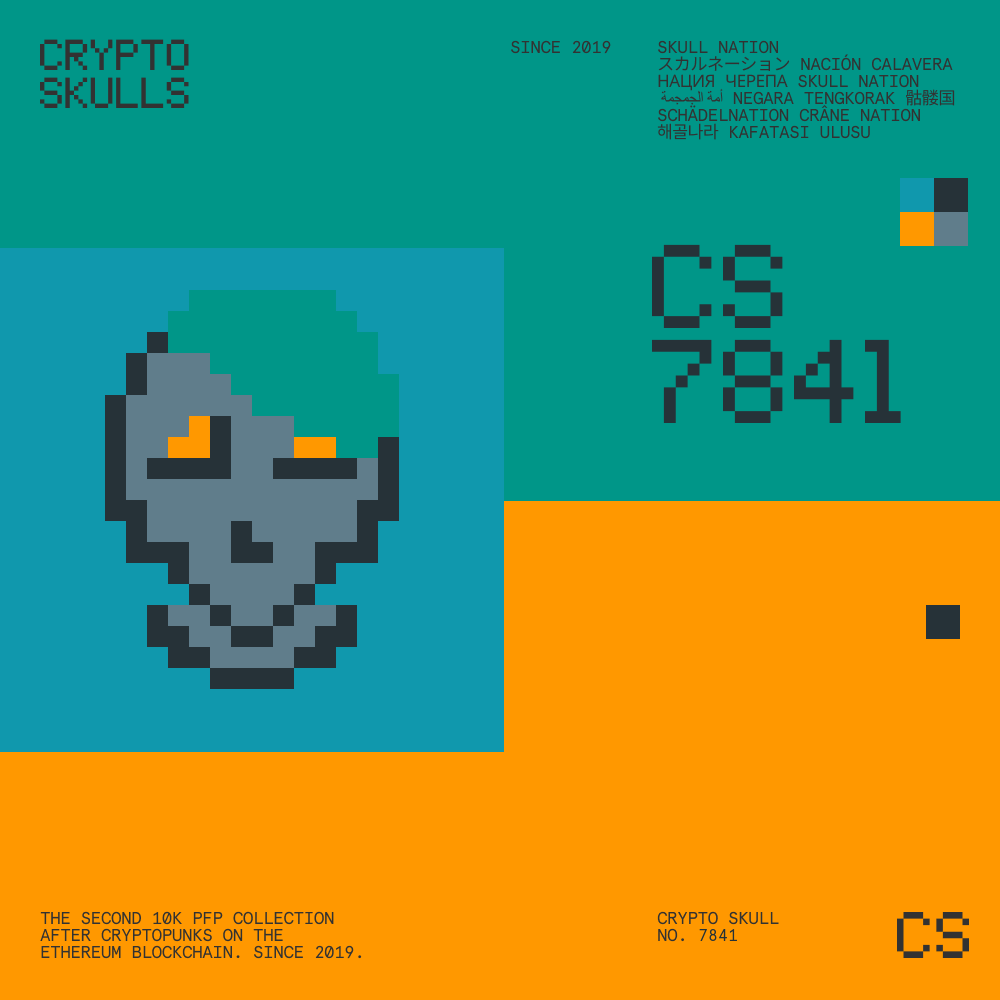 CRYPTO
SKULLS
SINCE 2019
SKULL NATION
スカルネーション NACIÓN CALAVERA
НАЦИЯ ЧЕРЕПА SKULL NATION
أمة الجمجمة NEGARA TENGKORAK 骷髅国
SCHÄDELNATION CRÂNE NATION
해골나라 KAFATASI ULUSU
CS
7841
THE SECOND 10K PFP COLLECTION
AFTER CRYPTOPUNKS ON THE
ETHEREUM BLOCKCHAIN. SINCE 2019.
CRYPTO SKULL
NO. 7841
CS